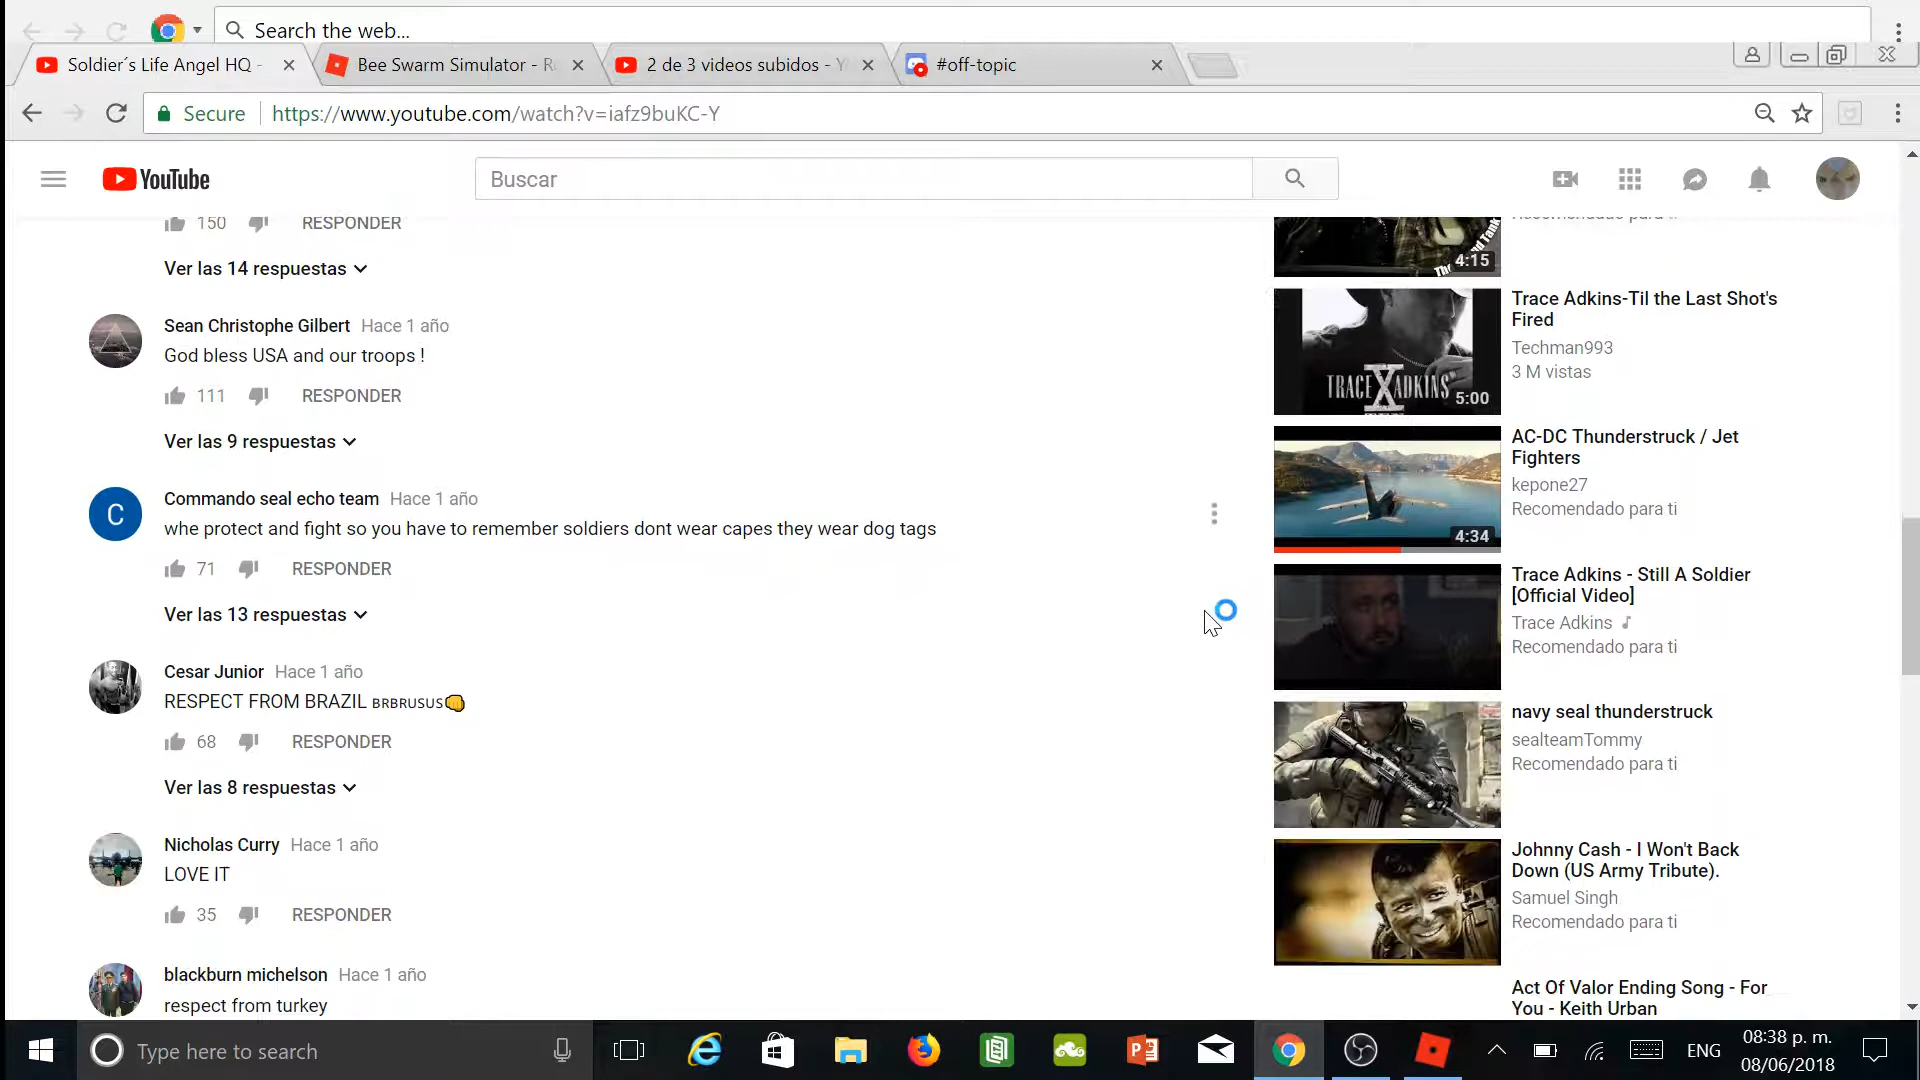 Search the web...
Soldier´s Life Angel HQ -
Bee Swarm Simulator - Ro
2 de 3 videos subidos - Y
#off-topic
Secure https://www.youtube.com/watch?v=iafz9buKC-Y
YouTube
Buscar
150 RESPONDER
Ver las 14 respuestas
Sean Christophe Gilbert Hace 1 año
God bless USA and our troops !
111 RESPONDER
Ver las 9 respuestas
Commando seal echo team Hace 1 año
whe protect and fight so you have to remember soldiers dont wear capes they wear dog tags
71 RESPONDER
Ver las 13 respuestas
Cesar Junior Hace 1 año
RESPECT FROM BRAZIL BRBRUSUS
68 RESPONDER
Ver las 8 respuestas
Nicholas Curry Hace 1 año
LOVE IT
35 RESPONDER
blackburn michelson Hace 1 año
respect from turkey
Recomendado para ti
4:15
TRACE ADKINS
X
5:00
Trace Adkins-Til the Last Shot's
Fired
Techman993
3 M vistas
4:34
AC-DC Thunderstruck / Jet
Fighters
kepone27
Recomendado para ti
Trace Adkins - Still A Soldier
[Official Video]
Trace Adkins
Recomendado para ti
navy seal thunderstruck
sealteamTommy
Recomendado para ti
Johnny Cash - I Won't Back
Down (US Army Tribute).
Samuel Singh
Recomendado para ti
Act Of Valor Ending Song - For
You - Keith Urban
Type here to search
ENG
08:38 p. m.
08/06/2018